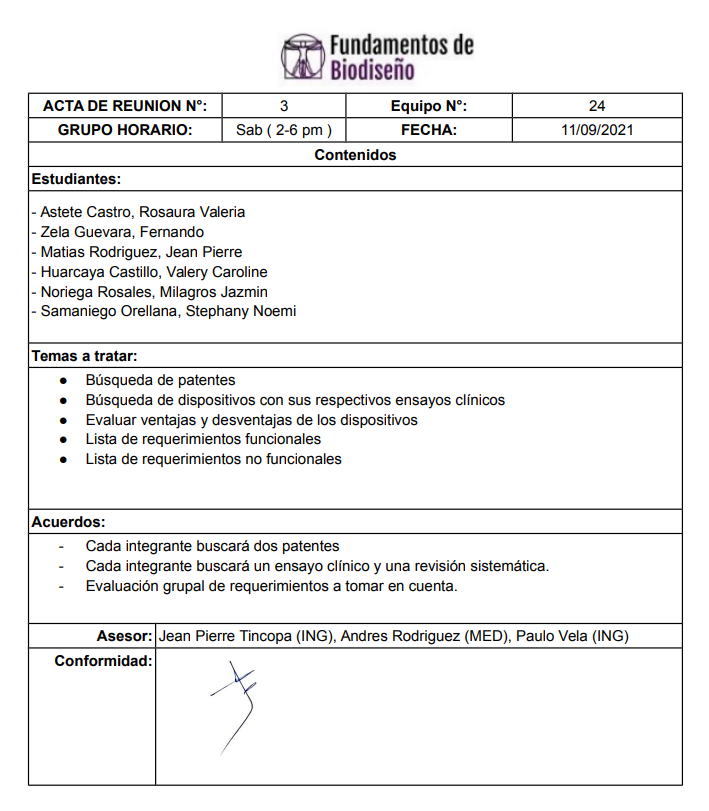 Fundamentos de
Biodiseño
ACTA DE REUNION N°: 3 Equipo N°: 24
GRUPO HORARIO: Sab ( 2-6 pm ) FECHA: 11/09/2021
Contenidos
Estudiantes:
- Astete Castro, Rosaura Valeria
- Zela Guevara, Fernando
- Matias Rodriguez, Jean Pierre
- Huarcaya Castillo, Valery Caroline
- Noriega Rosales, Milagros Jazmin
- Samaniego Orellana, Stephany Noemi
Temas a tratar:
● Búsqueda de patentes
● Búsqueda de dispositivos con sus respectivos ensayos clínicos
● Evaluar ventajas y desventajas de los dispositivos
● Lista de requerimientos funcionales
● Lista de requerimientos no funcionales
Acuerdos:
- Cada integrante buscará dos patentes
- Cada integrante buscará un ensayo clínico y una revisión sistemática.
- Evaluación grupal de requerimientos a tomar en cuenta.
Asesor: Jean Pierre Tincopa (ING), Andres Rodriguez (MED), Paulo Vela (ING)
Conformidad: